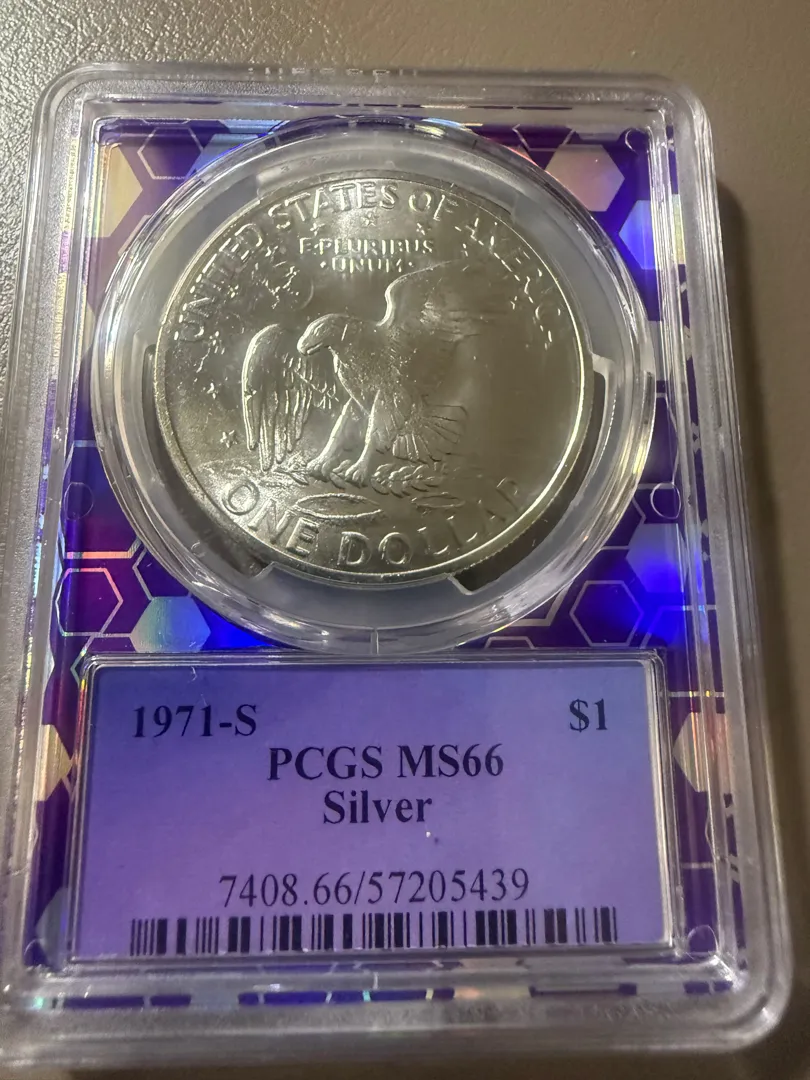 UNITED STATES OF AMERICA
E·PLURIBUS
·UNUM·
ONE DOLLAR
1971-S $1
PCGS MS66
Silver
7408.66/57205439